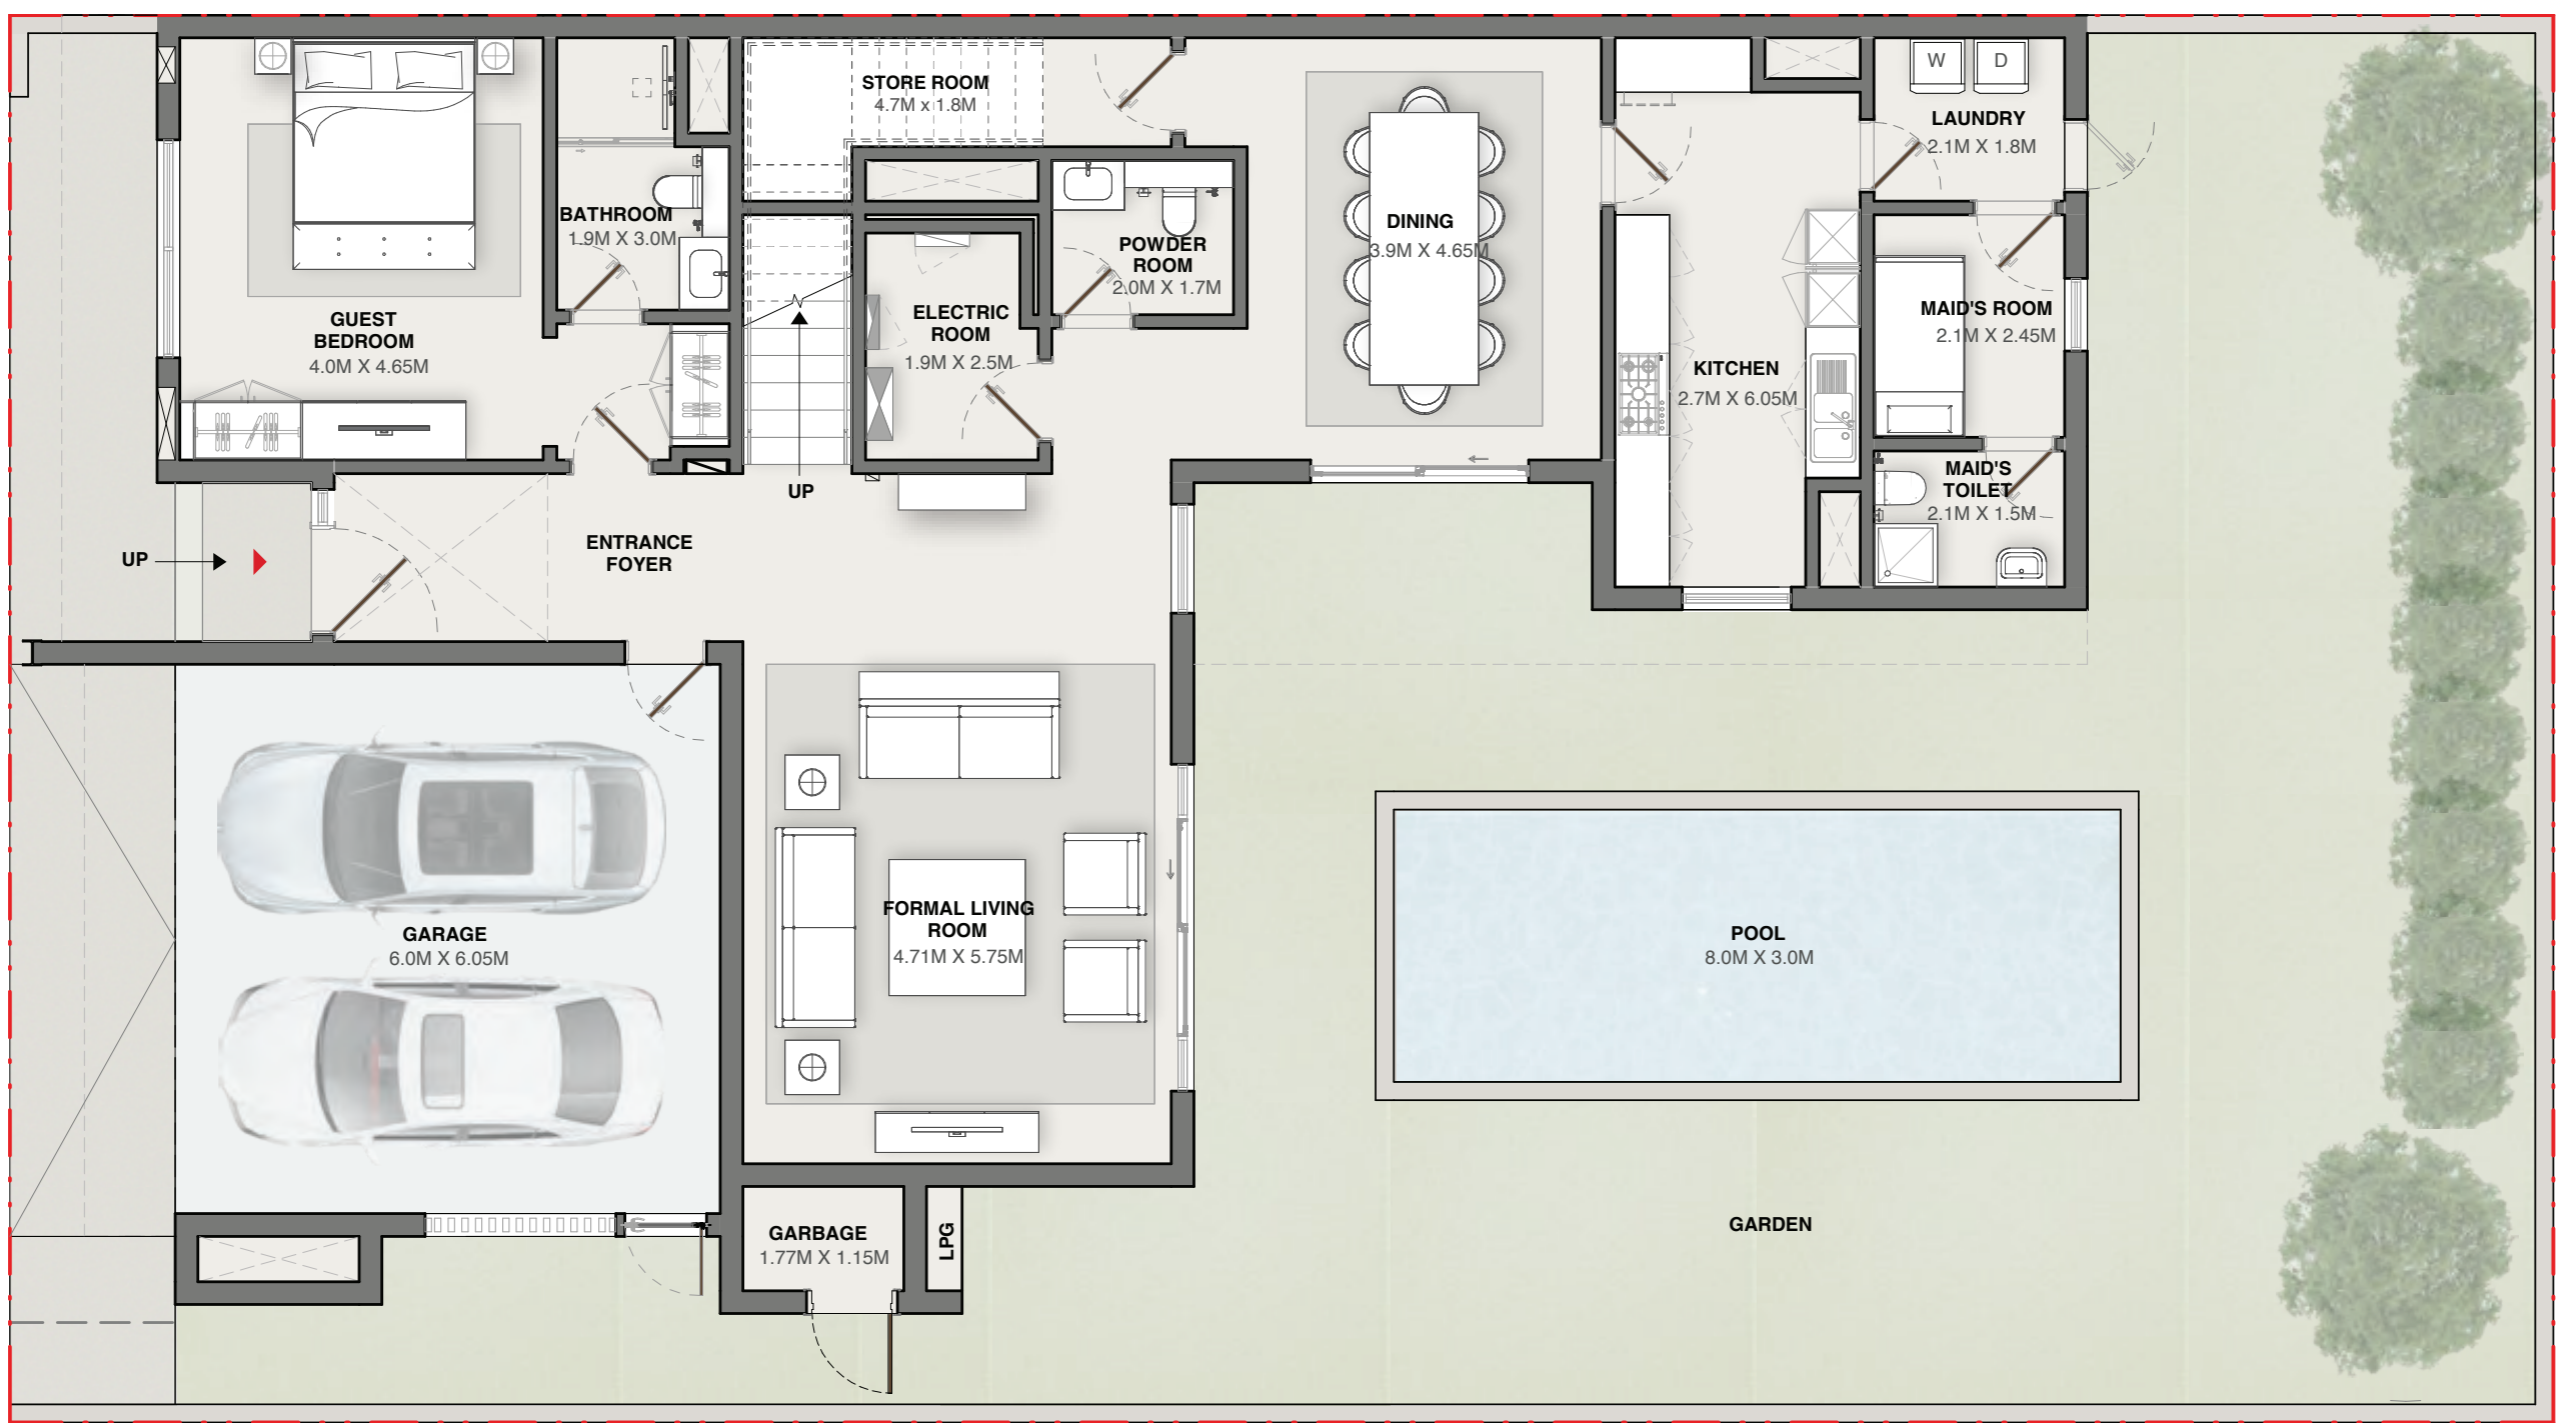 STORE ROOM
4.7M x 1.8M
W
D
LAUNDRY
2.1M X 1.8M
BATHROOM
1.9M X 3.0M
DINING
3.9M X 4.65M
POWDER
ROOM
2.0M X 1.7M
GUEST
BEDROOM
4.0M X 4.65M
ELECTRIC
ROOM
1.9M X 2.5M
MAID'S ROOM
2.1M X 2.45M
KITCHEN
2.7M X 6.05M
MAID'S
TOILET
2.1M X 1.5M
UP
UP
ENTRANCE
FOYER
FORMAL LIVING
ROOM
4.71M X 5.75M
GARAGE
6.0M X 6.05M
POOL
8.0M X 3.0M
GARBAGE
1.77M X 1.15M
LPG
GARDEN